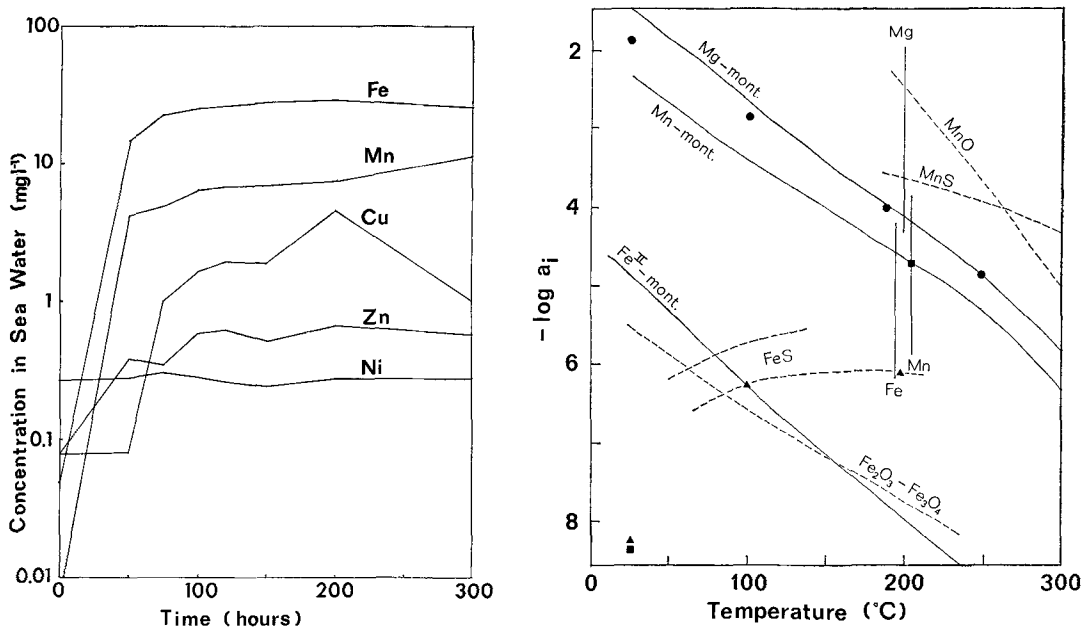 Concentration in Sea Water (mgl⁻¹)
100
10
1
0.1
0.01
Fe
Mn
Cu
Zn
Ni
0
100
200
300
Time (hours)
-log aᵢ
2
4
6
8
Mg
Mg-mont.
MnO
Mn-mont.
MnS
Feᴵᴵ-mont.
FeS
Mn
Fe
Fe₂O₃-Fe₃O₄
0
100
200
300
Temperature (°C)